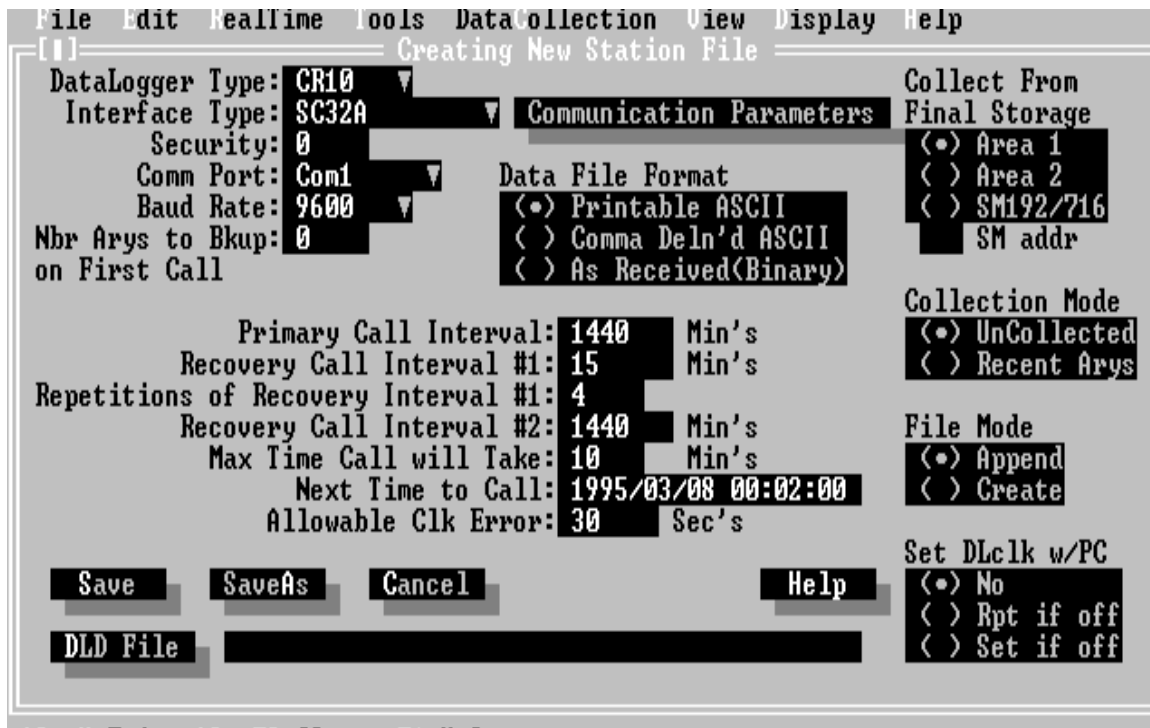 File Edit RealTime Tools DataCollection View Display Help
Creating New Station File
DataLogger Type: CR10
Interface Type: SC32A
Communication Parameters
Security: 0
Comm Port: Com1
Baud Rate: 9600
Nbr Arys to Bkup: 0
on First Call
Data File Format
(•) Printable ASCII
( ) Comma Deln'd ASCII
( ) As Received(Binary)
Collect From
Final Storage
(•) Area 1
( ) Area 2
( ) SM192/716
SM addr
Collection Mode
(•) UnCollected
( ) Recent Arys
Primary Call Interval: 1440 Min's
Recovery Call Interval #1: 15 Min's
Repetitions of Recovery Interval #1: 4
Recovery Call Interval #2: 1440 Min's
Max Time Call will Take: 10 Min's
Next Time to Call: 1995/03/08 00:02:00
Allowable Clk Error: 30 Sec's
File Mode
(•) Append
( ) Create
Set DLclk w/PC
(•) No
( ) Rpt if off
( ) Set if off
Save SaveAs Cancel Help
DLD File